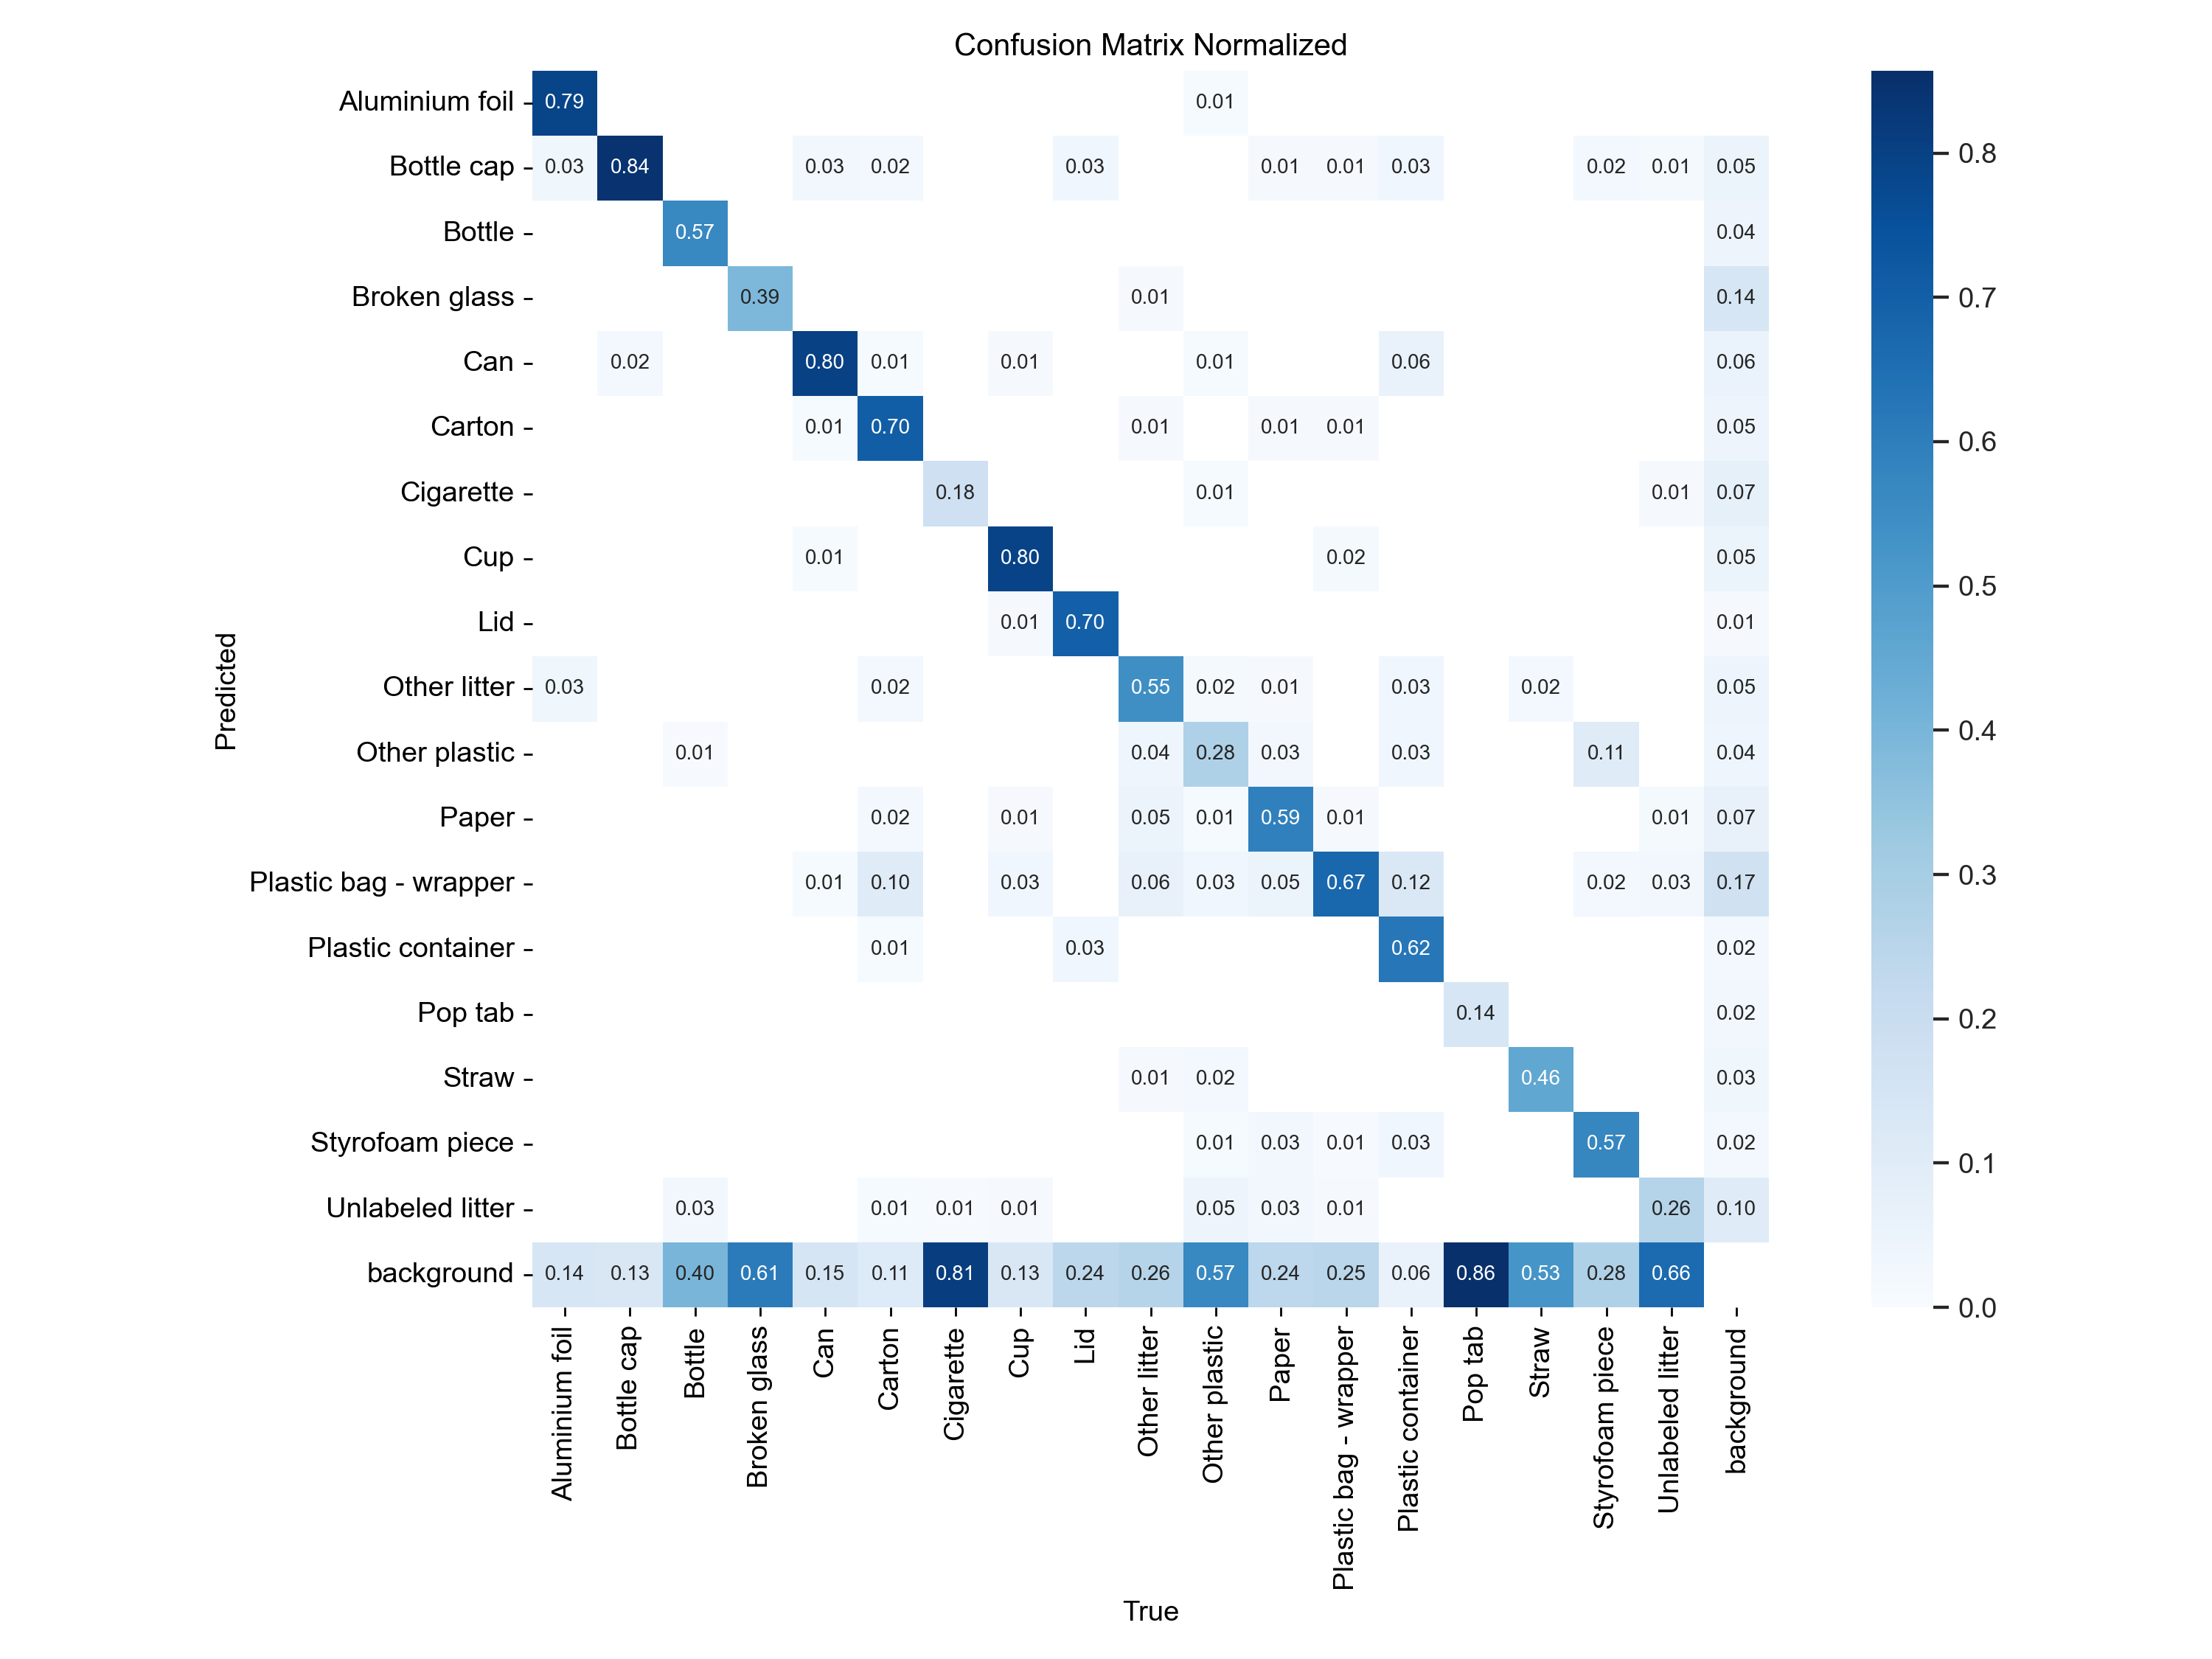 Confusion Matrix Normalized
Aluminium foil 0.79 0.01
Bottle cap 0.03 0.84 0.03 0.02 0.03 0.01 0.01 0.03 0.02 0.01 0.05
Bottle 0.57 0.04
Broken glass 0.39 0.01 0.14
Can 0.02 0.80 0.01 0.01 0.01 0.06 0.06
Carton 0.01 0.70 0.01 0.01 0.01 0.05
Cigarette 0.18 0.01 0.01 0.07
Cup 0.01 0.80 0.02 0.05
Lid 0.01 0.70 0.01
Other litter 0.03 0.02 0.55 0.02 0.01 0.03 0.02 0.05
Other plastic 0.01 0.04 0.28 0.03 0.03 0.11 0.04
Paper 0.02 0.01 0.05 0.01 0.59 0.01 0.01 0.07
Plastic bag - wrapper 0.01 0.10 0.03 0.06 0.03 0.05 0.67 0.12 0.02 0.03 0.17
Plastic container 0.01 0.03 0.62 0.02
Pop tab 0.14 0.02
Straw 0.01 0.02 0.46 0.03
Styrofoam piece 0.01 0.03 0.01 0.03 0.57 0.02
Unlabeled litter 0.03 0.01 0.01 0.01 0.05 0.03 0.01 0.26 0.10
background 0.14 0.13 0.40 0.61 0.15 0.11 0.81 0.13 0.24 0.26 0.57 0.24 0.25 0.06 0.86 0.53 0.28 0.66
Predicted
Aluminium foil
Bottle cap
Bottle
Broken glass
Can
Carton
Cigarette
Cup
Lid
Other litter
Other plastic
Paper
Plastic bag - wrapper
Plastic container
Pop tab
Straw
Styrofoam piece
Unlabeled litter
background
True
0.8
0.7
0.6
0.5
0.4
0.3
0.2
0.1
0.0